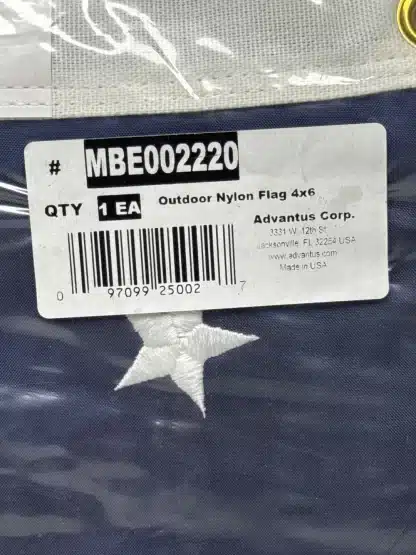 # MBE002220
QTY 1 EA Outdoor Nylon Flag 4x6
Advantus Corp.
3331 W. 12th St.
Jacksonville, FL 32254 USA
www.advantus.com
Made in USA
0 97099 25002 7